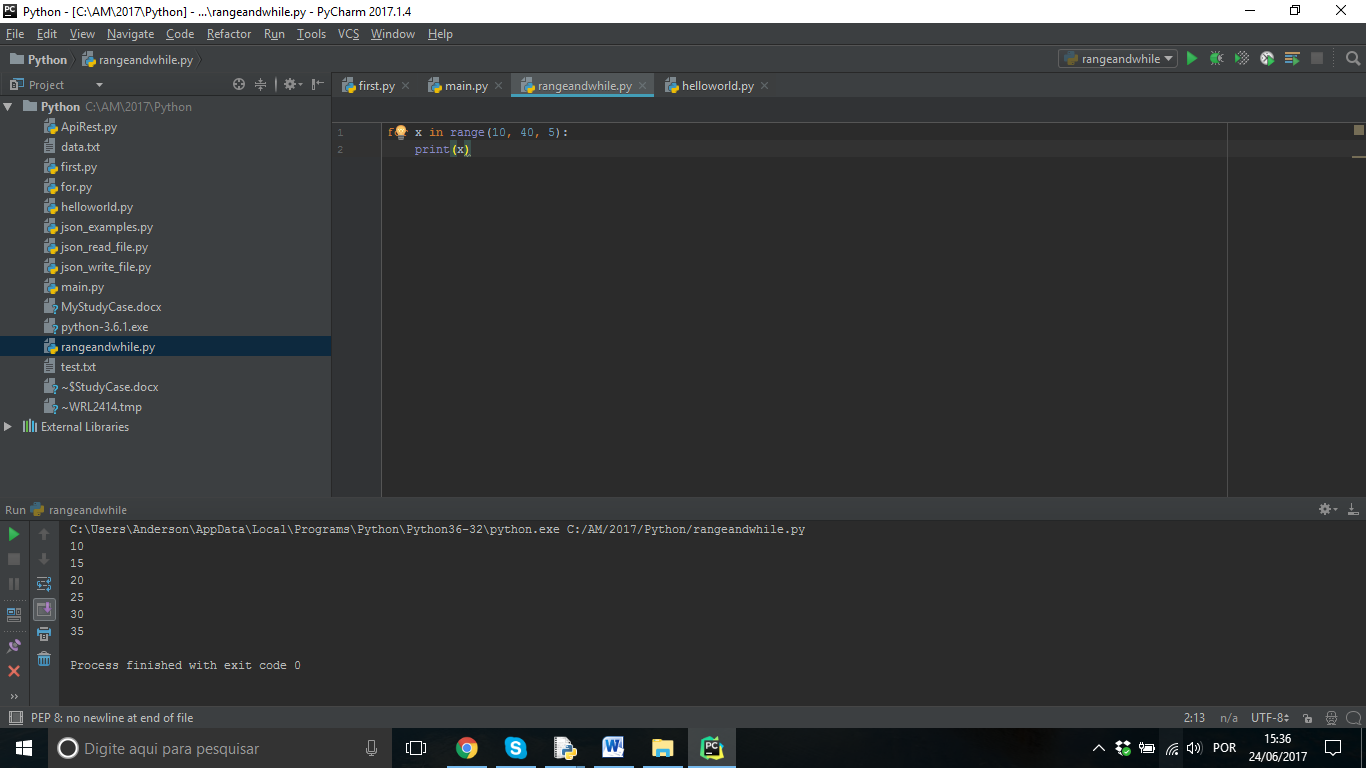 Python - [C:\AM\2017\Python] - ...\rangeandwhile.py - PyCharm 2017.1.4
File Edit View Navigate Code Refactor Run Tools VCS Window Help
Python rangeandwhile.py rangeandwhile
Project first.py main.py rangeandwhile.py helloworld.py
Python C:\AM\2017\Python
ApiRest.py
data.txt
first.py
for.py
helloworld.py
json_examples.py
json_read_file.py
json_write_file.py
main.py
MyStudyCase.docx
python-3.6.1.exe
rangeandwhile.py
test.txt
~$StudyCase.docx
~WRL2414.tmp
External Libraries
1 for x in range(10, 40, 5):
2 print(x)
Run rangeandwhile
C:\Users\Anderson\AppData\Local\Programs\Python\Python36-32\python.exe C:/AM/2017/Python/rangeandwhile.py
10
15
20
25
30
35
Process finished with exit code 0
PEP 8: no newline at end of file 2:13 n/a UTF-8
Digite aqui para pesquisar POR 15:36
24/06/2017